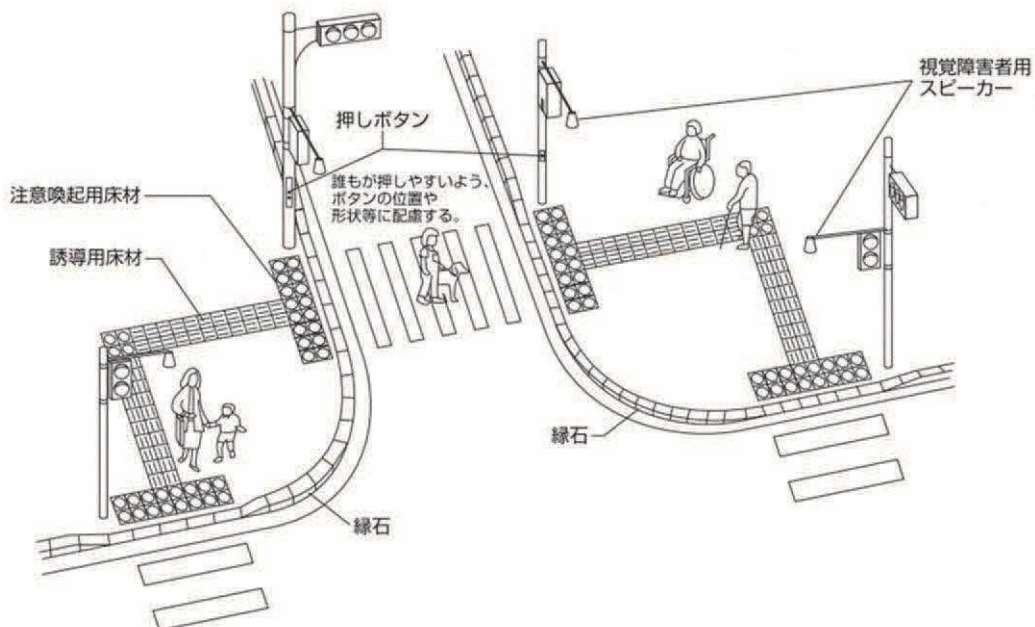 視覚障害者用
スピーカー
押しボタン
誰もが押しやすいよう、
ボタンの位置や
形状等に配慮する。
注意喚起用床材
誘導用床材
縁石
縁石